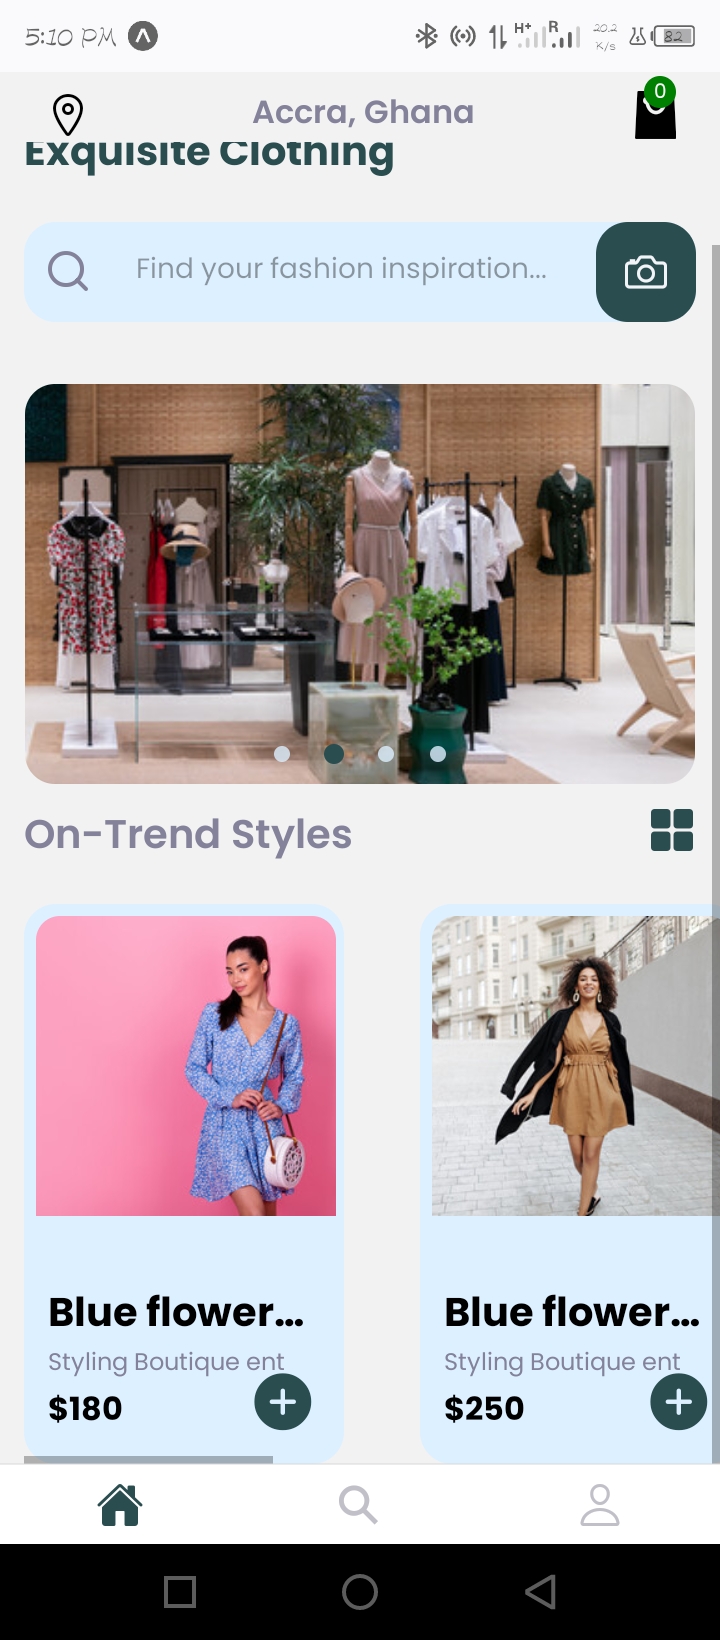 5:10 PM
H+ R
20.2
K/s
82
Accra, Ghana
0
Exquisite Clothing
Find your fashion inspiration...
On-Trend Styles
Blue flower...
Styling Boutique ent
$180
Blue flower...
Styling Boutique ent
$250